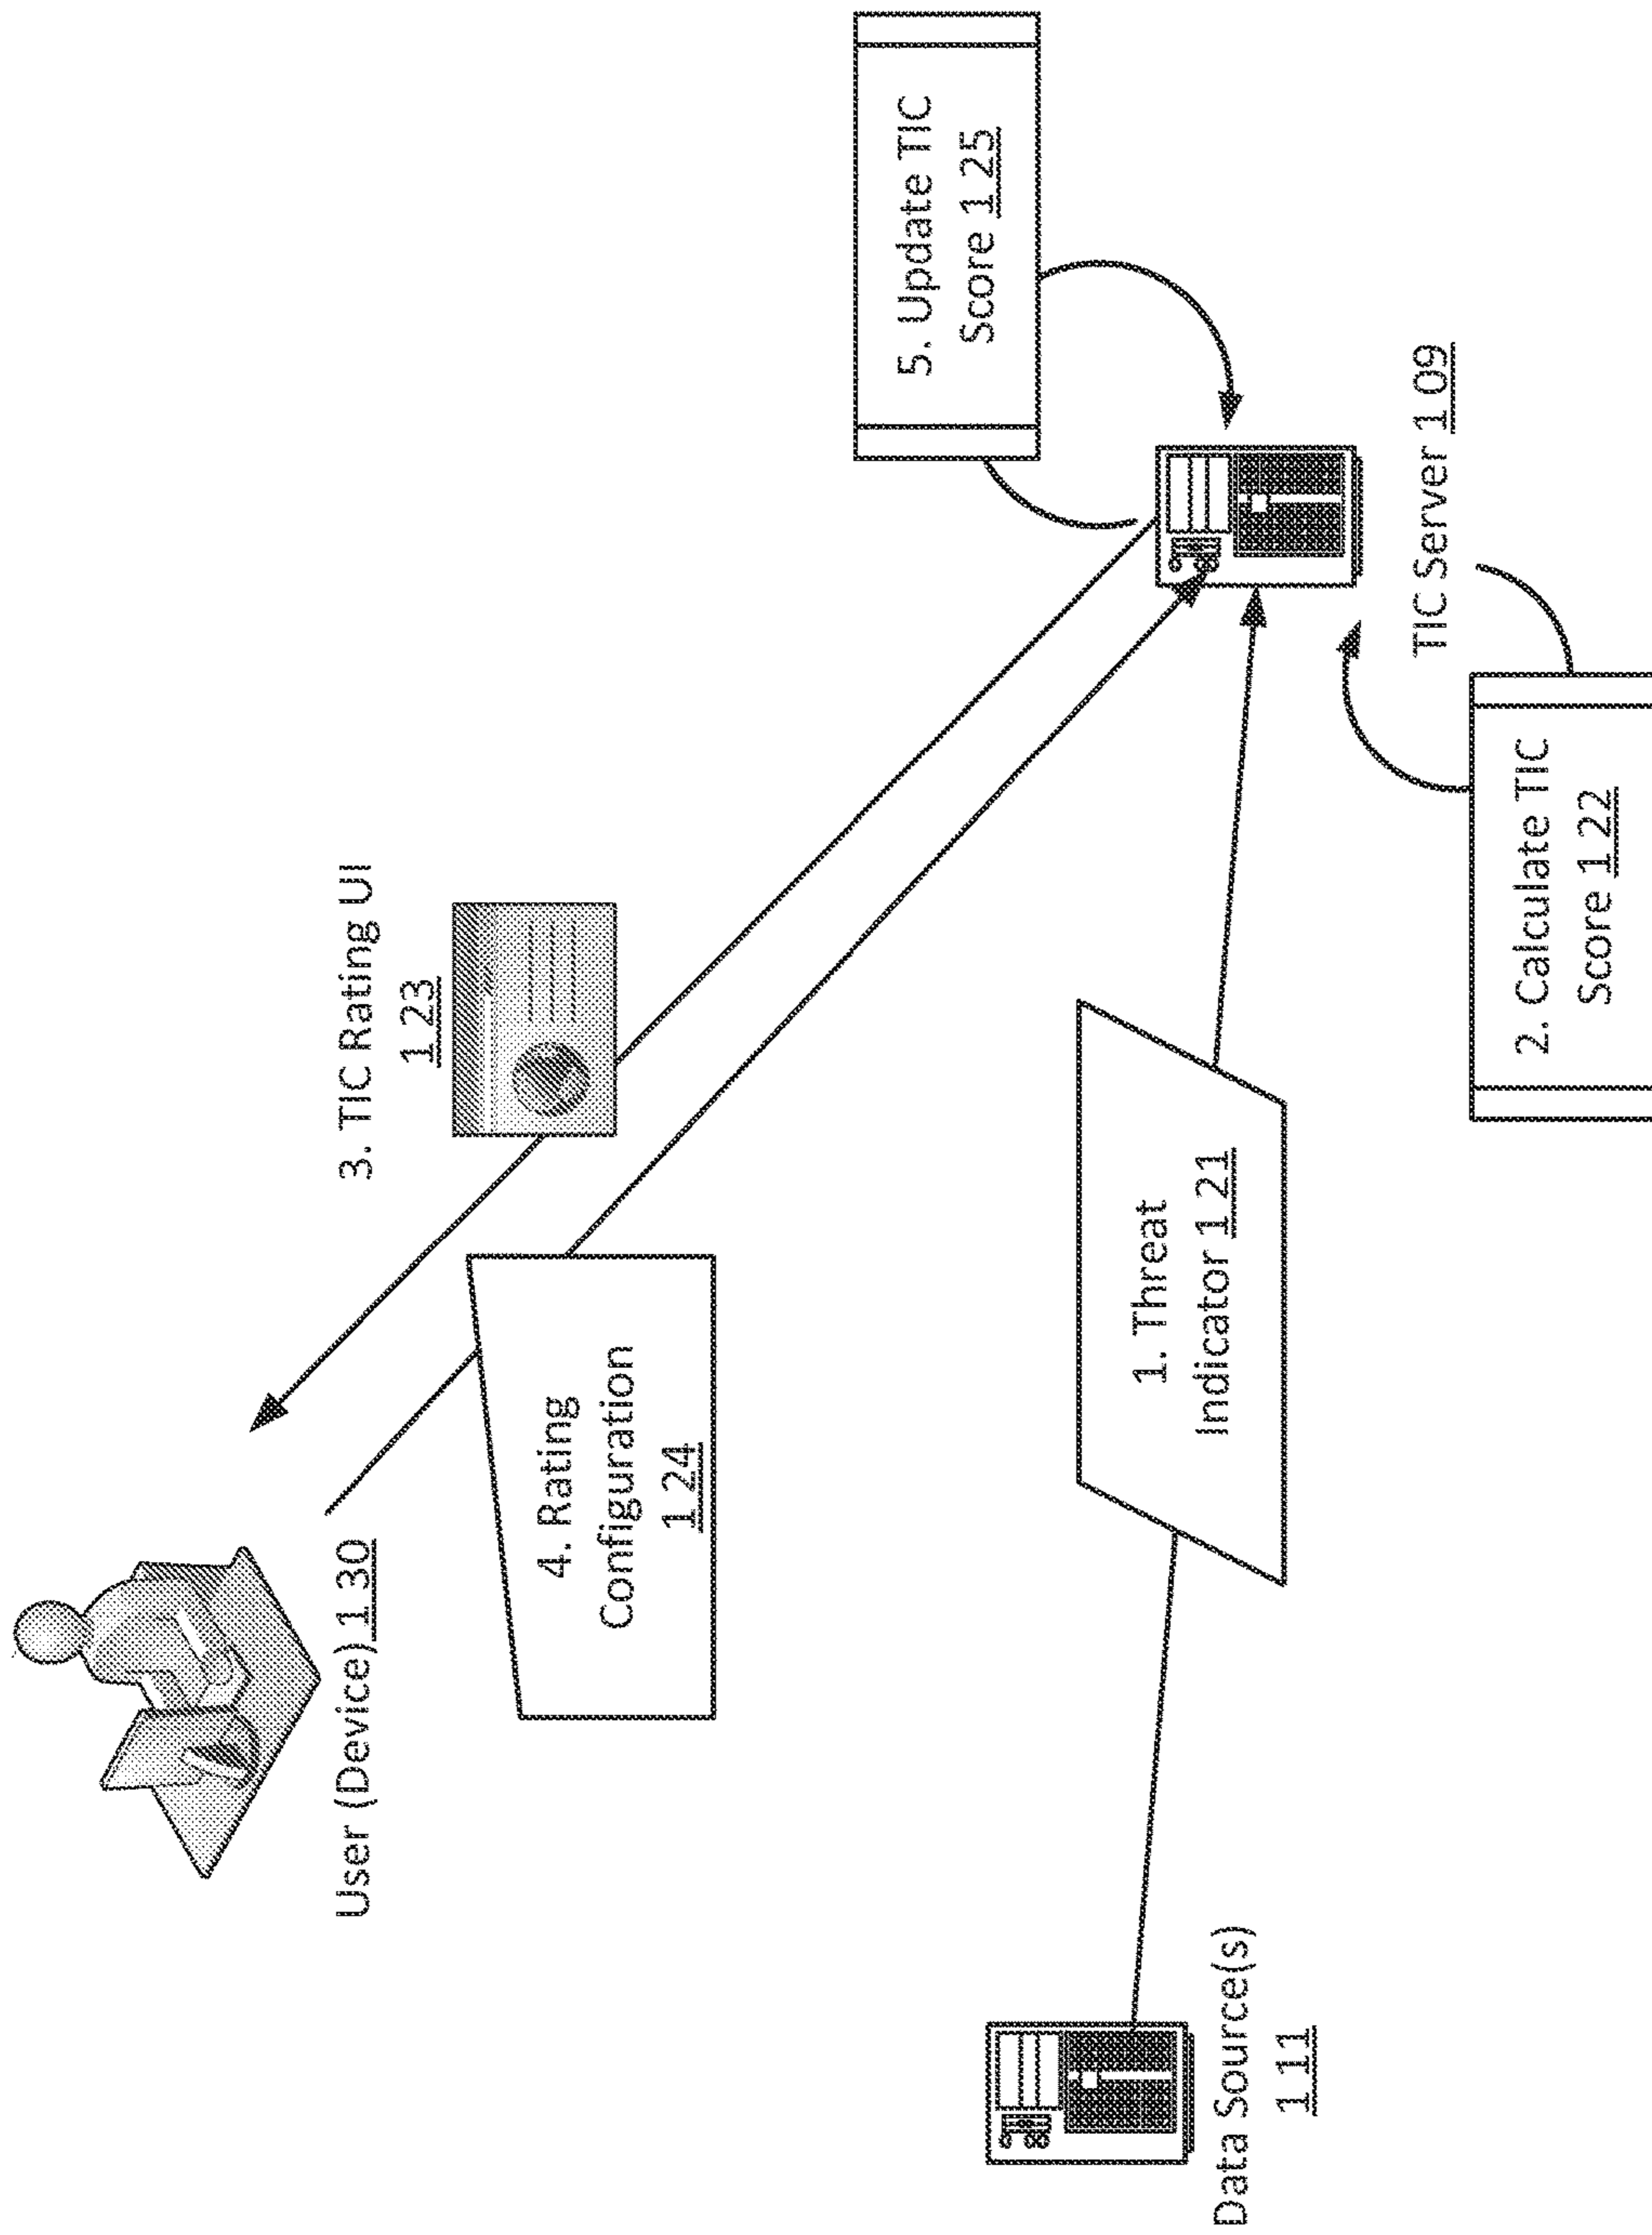 User (Device) 130
3. TIC Rating UI
123
4. Rating
Configuration
124
5. Update TIC
Score 125
Data Source(s)
111
1. Threat
Indicator 121
TIC Server 109
2. Calculate TIC
Score 122